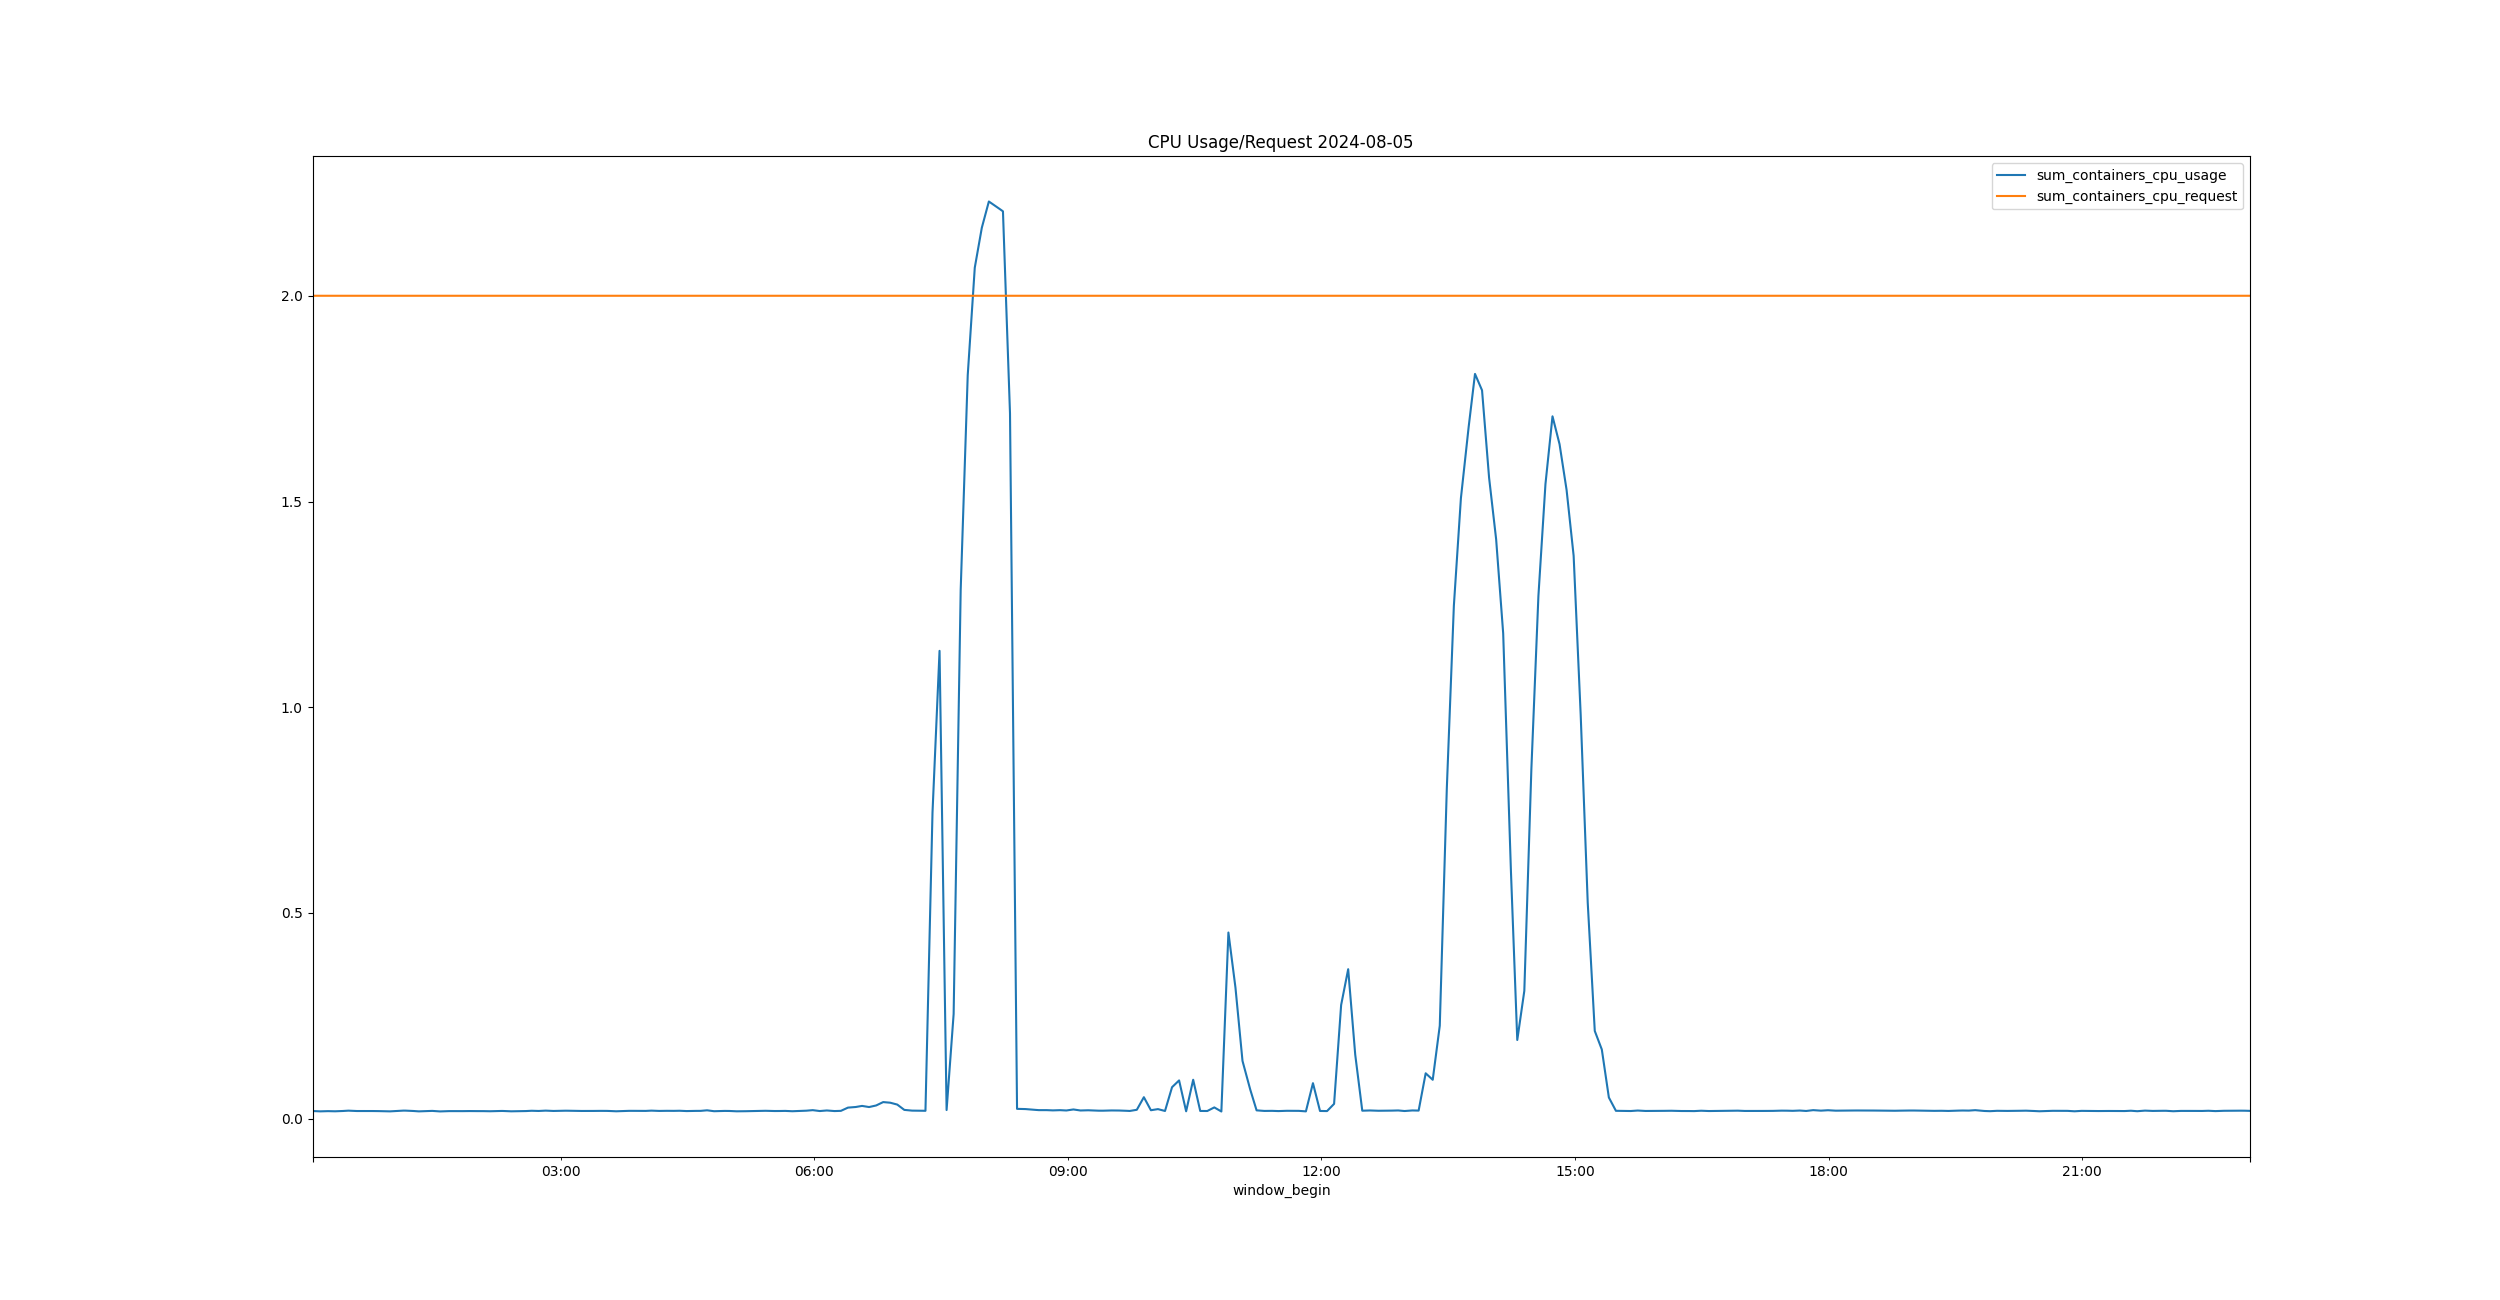 CPU Usage/Request 2024-08-05
sum_containers_cpu_usage
sum_containers_cpu_request
2.0
1.5
1.0
0.5
0.0
03:00 06:00 09:00 12:00 15:00 18:00 21:00
window_begin